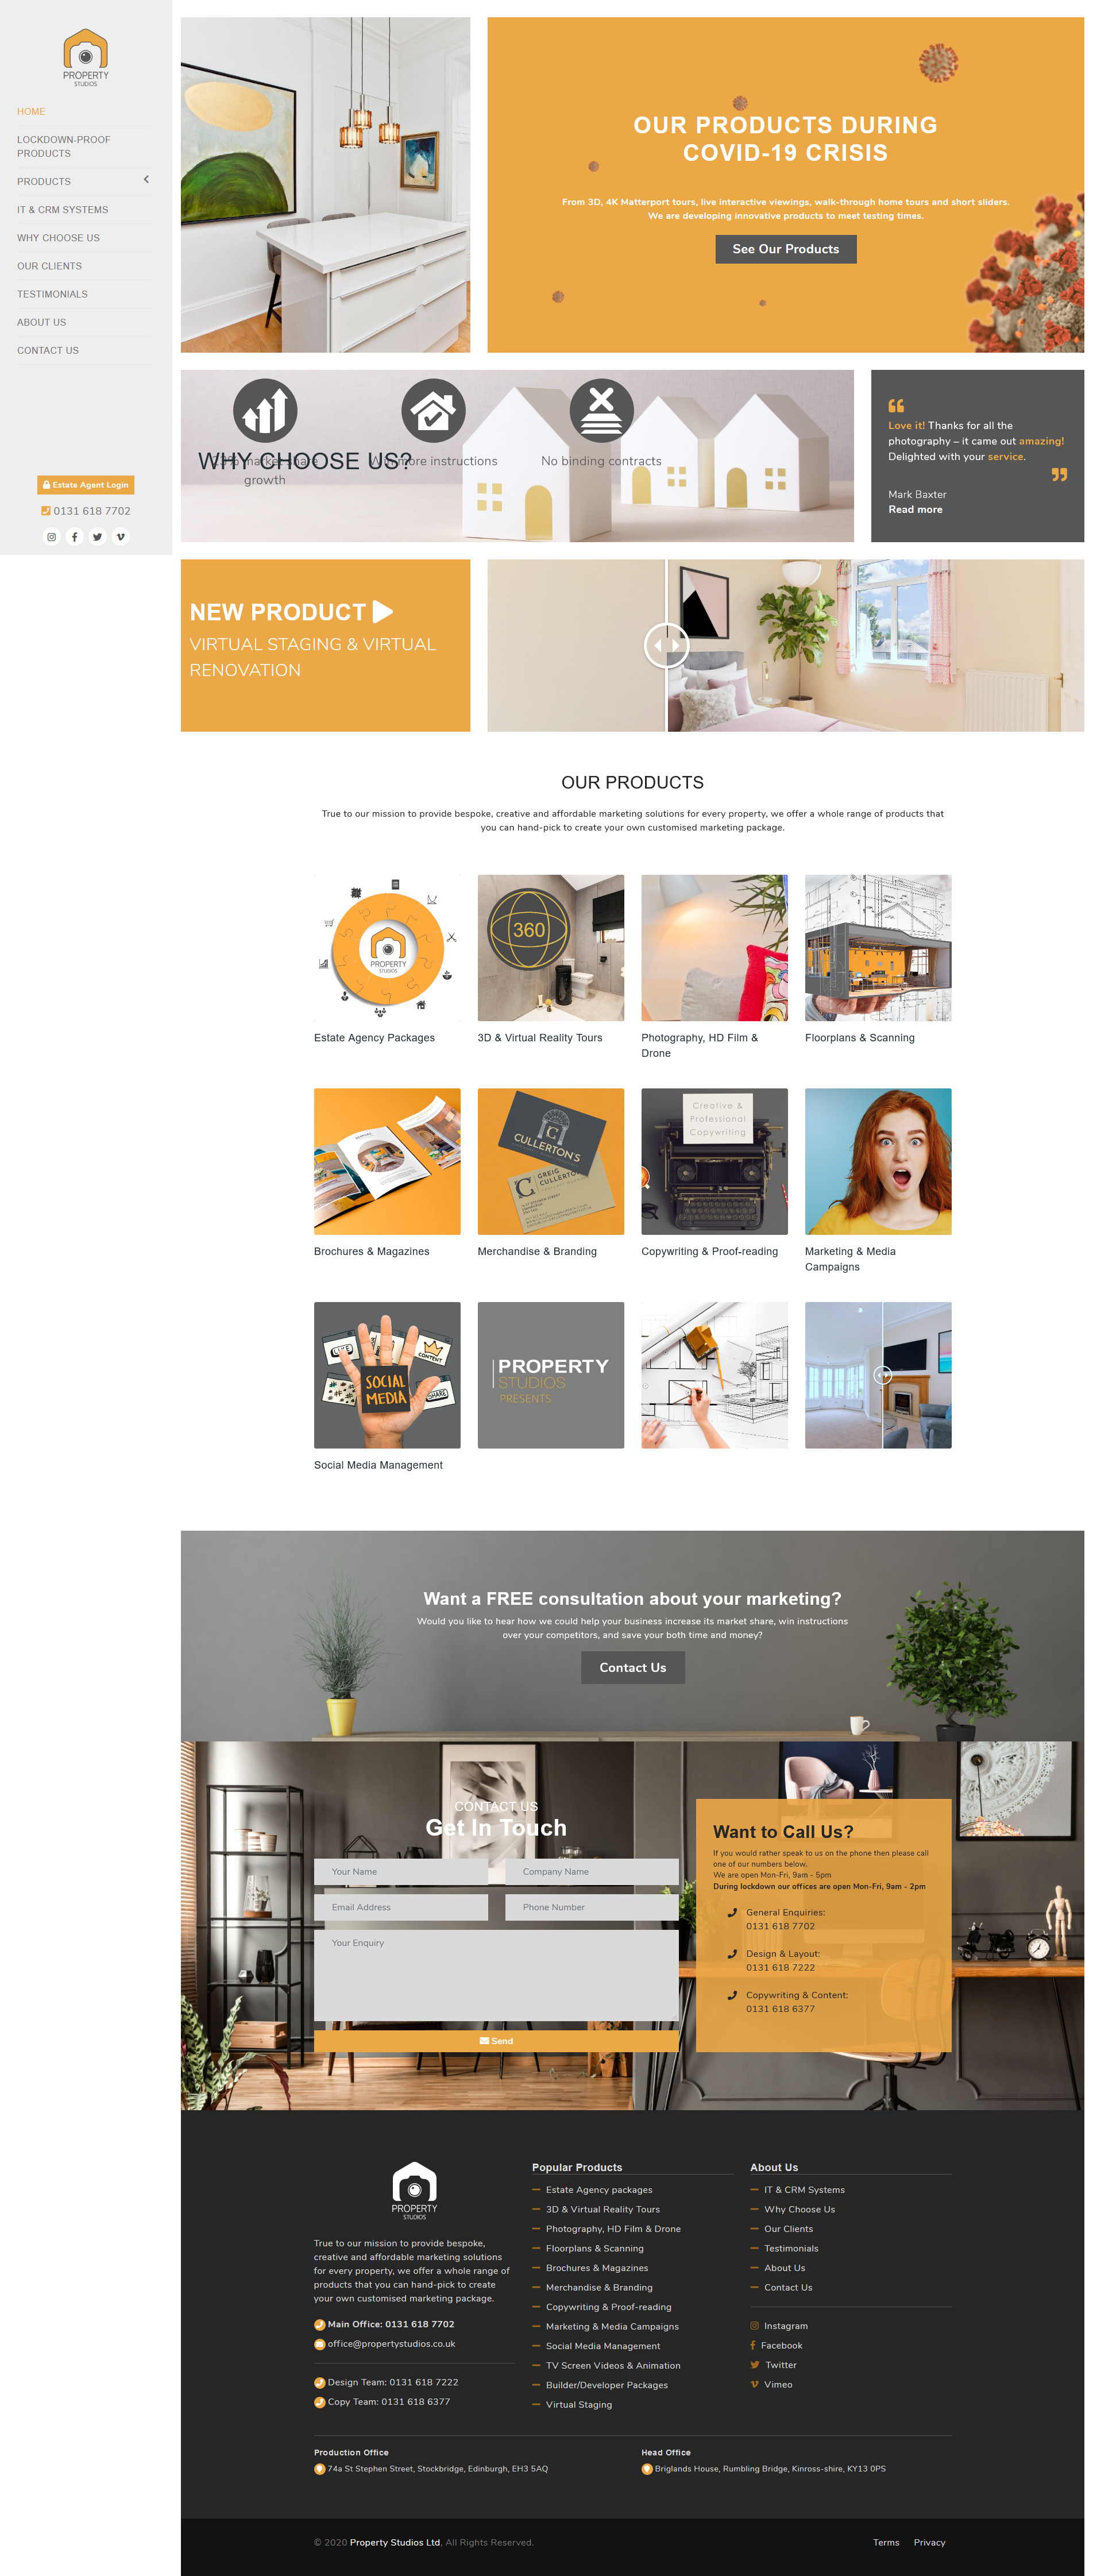 PROPERTY
STUDIOS
HOME
LOCKDOWN-PROOF
PRODUCTS
PRODUCTS
IT & CRM SYSTEMS
WHY CHOOSE US
OUR CLIENTS
TESTIMONIALS
ABOUT US
CONTACT US
Estate Agent Login
0131 618 7702
OUR PRODUCTS DURING
COVID-19 CRISIS
From 3D, 4K Matterport tours, live interactive viewings, walk-through home tours and short sliders.
We are developing innovative products to meet testing times.
See Our Products
WHY CHOOSE US?
market share
growth
more instructions
No binding contracts
Love it! Thanks for all the
photography – it came out amazing!
Delighted with your service.
Mark Baxter
Read more
NEW PRODUCT
VIRTUAL STAGING & VIRTUAL
RENOVATION
OUR PRODUCTS
True to our mission to provide bespoke, creative and affordable marketing solutions for every property, we offer a whole range of products that
you can hand-pick to create your own customised marketing package.
PROPERTY
STUDIOS
360
Estate Agency Packages
3D & Virtual Reality Tours
Photography, HD Film &
Drone
Floorplans & Scanning
C
CULLERTON'S
C
GREIG
CULLERTON
Creative &
Professional
Copywriting
Brochures & Magazines
Merchandise & Branding
Copywriting & Proof-reading
Marketing & Media
Campaigns
LIKE
CONTENT
SOCIAL
MEDIA
SHARE
PROPERTY
STUDIOS
PRESENTS
Social Media Management
Want a FREE consultation about your marketing?
Would you like to hear how we could help your business increase its market share, win instructions
over your competitors, and save your both time and money?
Contact Us
CONTACT US
Get In Touch
Your Name
Company Name
Email Address
Phone Number
Your Enquiry
Send
Want to Call Us?
If you would rather speak to us on the phone then please call
one of our numbers below.
We are open Mon-Fri, 9am - 5pm
During lockdown our offices are open Mon-Fri, 9am - 2pm
General Enquiries:
0131 618 7702
Design & Layout:
0131 618 7222
Copywriting & Content:
0131 618 6377
PROPERTY
STUDIOS
True to our mission to provide bespoke,
creative and affordable marketing solutions
for every property, we offer a whole range of
products that you can hand-pick to create
your own customised marketing package.
Main Office: 0131 618 7702
office@propertystudios.co.uk
Design Team: 0131 618 7222
Copy Team: 0131 618 6377
Popular Products
Estate Agency packages
3D & Virtual Reality Tours
Photography, HD Film & Drone
Floorplans & Scanning
Brochures & Magazines
Merchandise & Branding
Copywriting & Proof-reading
Marketing & Media Campaigns
Social Media Management
TV Screen Videos & Animation
Builder/Developer Packages
Virtual Staging
About Us
IT & CRM Systems
Why Choose Us
Our Clients
Testimonials
About Us
Contact Us
Instagram
Facebook
Twitter
Vimeo
Production Office
74a St Stephen Street, Stockbridge, Edinburgh, EH3 5AQ
Head Office
Briglands House, Rumbling Bridge, Kinross-shire, KY13 0PS
© 2020 Property Studios Ltd, All Rights Reserved.
Terms
Privacy